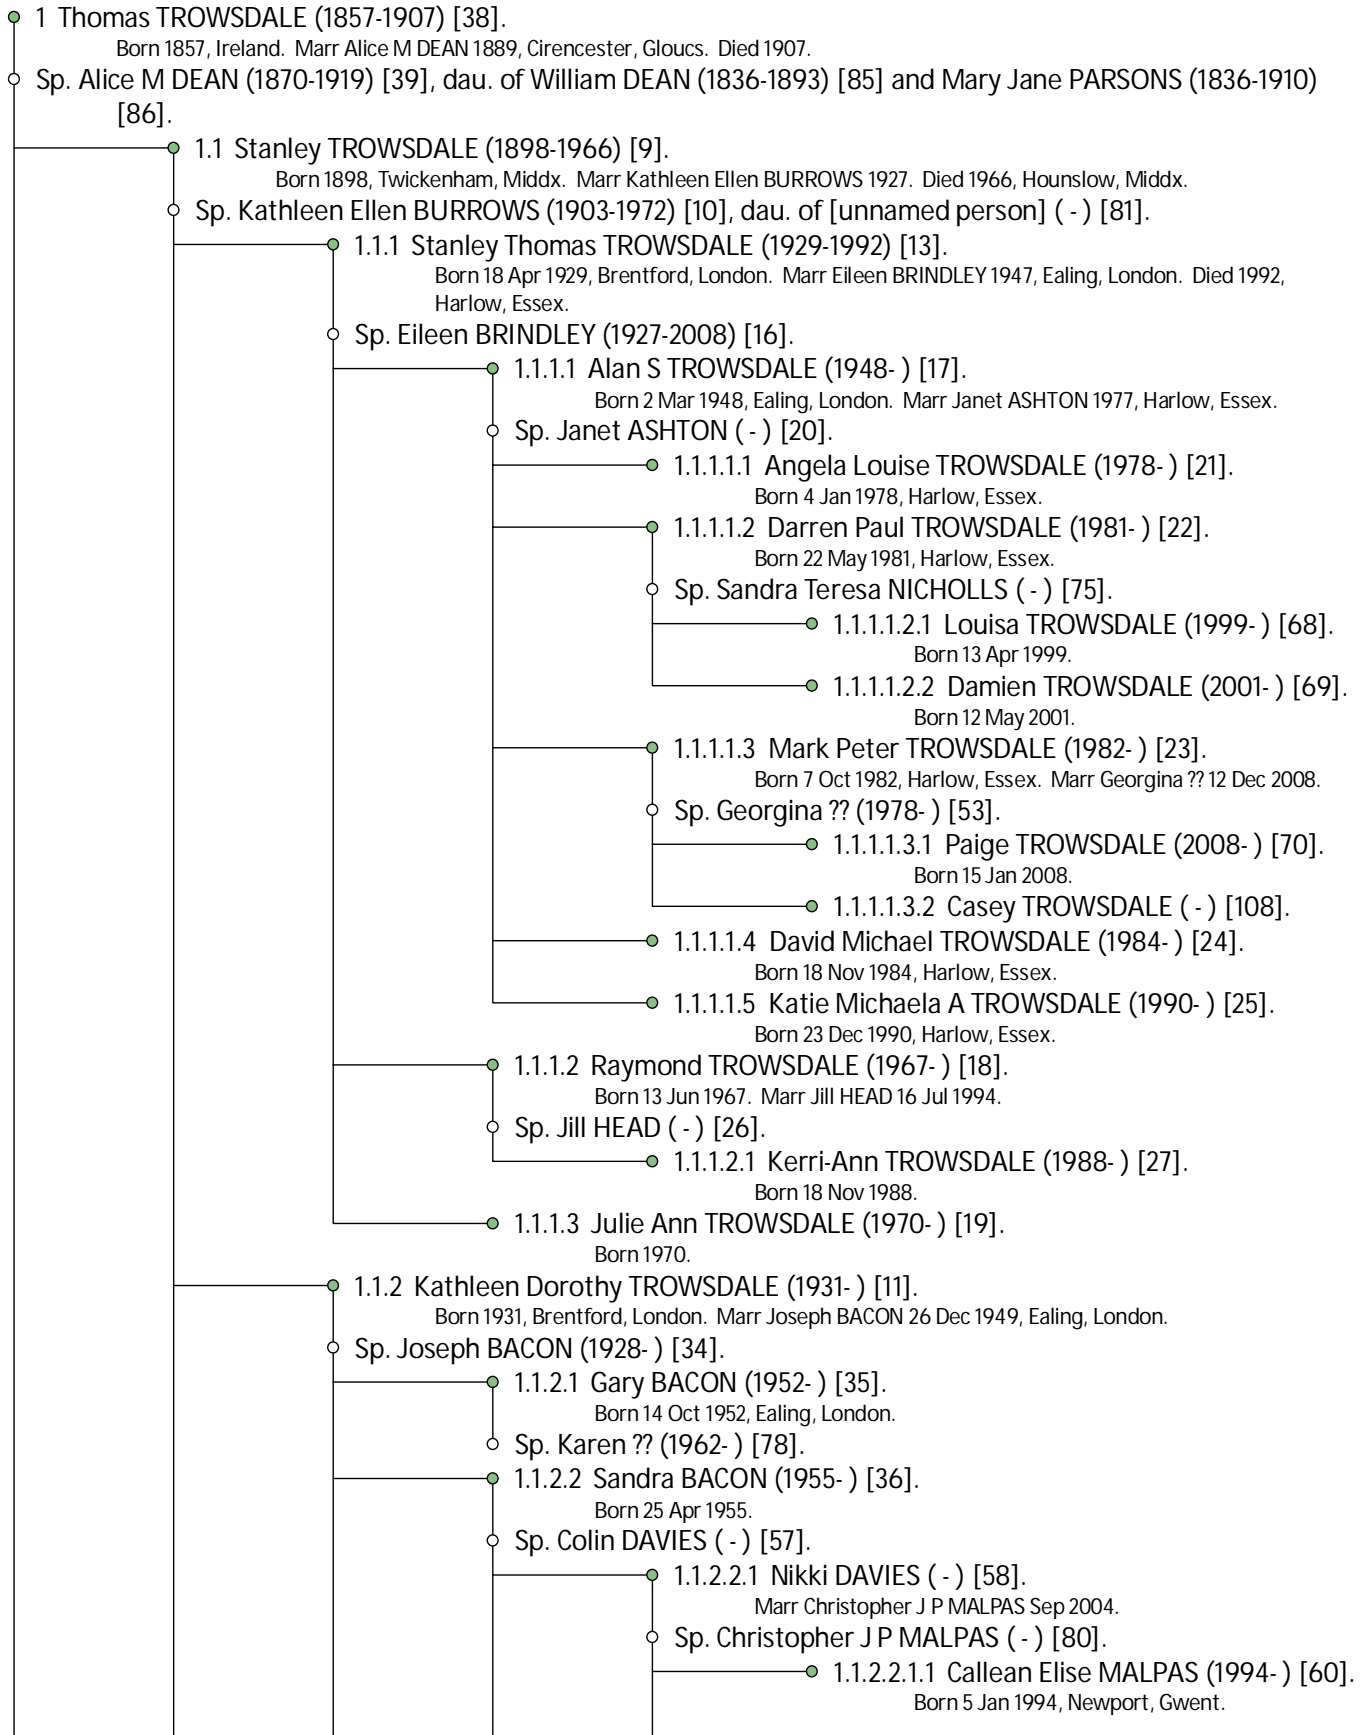 1 Thomas TROWSDALE (1857-1907) [38].
Born 1857, Ireland. Marr Alice M DEAN 1889, Cirencester, Gloucs. Died 1907.
Sp. Alice M DEAN (1870-1919) [39], dau. of William DEAN (1836-1893) [85] and Mary Jane PARSONS (1836-1910)
[86].
1.1 Stanley TROWSDALE (1898-1966) [9].
Born 1898, Twickenham, Middx. Marr Kathleen Ellen BURROWS 1927. Died 1966, Hounslow, Middx.
Sp. Kathleen Ellen BURROWS (1903-1972) [10], dau. of [unnamed person] ( - ) [81].
1.1.1 Stanley Thomas TROWSDALE (1929-1992) [13].
Born 18 Apr 1929, Brentford, London. Marr Eileen BRINDLEY 1947, Ealing, London. Died 1992,
Harlow, Essex.
Sp. Eileen BRINDLEY (1927-2008) [16].
1.1.1.1 Alan S TROWSDALE (1948- ) [17].
Born 2 Mar 1948, Ealing, London. Marr Janet ASHTON 1977, Harlow, Essex.
Sp. Janet ASHTON ( - ) [20].
1.1.1.1.1 Angela Louise TROWSDALE (1978- ) [21].
Born 4 Jan 1978, Harlow, Essex.
1.1.1.1.2 Darren Paul TROWSDALE (1981- ) [22].
Born 22 May 1981, Harlow, Essex.
Sp. Sandra Teresa NICHOLLS ( - ) [75].
1.1.1.1.2.1 Louisa TROWSDALE (1999- ) [68].
Born 13 Apr 1999.
1.1.1.1.2.2 Damien TROWSDALE (2001- ) [69].
Born 12 May 2001.
1.1.1.1.3 Mark Peter TROWSDALE (1982- ) [23].
Born 7 Oct 1982, Harlow, Essex. Marr Georgina ?? 12 Dec 2008.
Sp. Georgina ?? (1978- ) [53].
1.1.1.1.3.1 Paige TROWSDALE (2008- ) [70].
Born 15 Jan 2008.
1.1.1.1.3.2 Casey TROWSDALE ( - ) [108].
1.1.1.1.4 David Michael TROWSDALE (1984- ) [24].
Born 18 Nov 1984, Harlow, Essex.
1.1.1.1.5 Katie Michaela A TROWSDALE (1990- ) [25].
Born 23 Dec 1990, Harlow, Essex.
1.1.1.2 Raymond TROWSDALE (1967- ) [18].
Born 13 Jun 1967. Marr Jill HEAD 16 Jul 1994.
Sp. Jill HEAD ( - ) [26].
1.1.1.2.1 Kerri-Ann TROWSDALE (1988- ) [27].
Born 18 Nov 1988.
1.1.1.3 Julie Ann TROWSDALE (1970- ) [19].
Born 1970.
1.1.2 Kathleen Dorothy TROWSDALE (1931- ) [11].
Born 1931, Brentford, London. Marr Joseph BACON 26 Dec 1949, Ealing, London.
Sp. Joseph BACON (1928- ) [34].
1.1.2.1 Gary BACON (1952- ) [35].
Born 14 Oct 1952, Ealing, London.
Sp. Karen ?? (1962- ) [78].
1.1.2.2 Sandra BACON (1955- ) [36].
Born 25 Apr 1955.
Sp. Colin DAVIES ( - ) [57].
1.1.2.2.1 Nikki DAVIES ( - ) [58].
Marr Christopher J P MALPAS Sep 2004.
Sp. Christopher J P MALPAS ( - ) [80].
1.1.2.2.1.1 Callean Elise MALPAS (1994- ) [60].
Born 5 Jan 1994, Newport, Gwent.